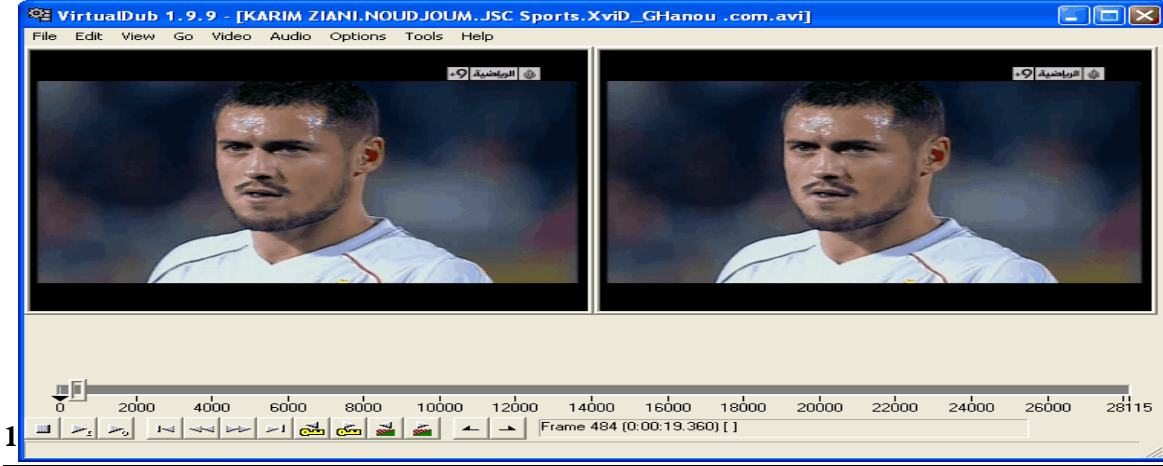 VirtualDub 1.9.9 - [KARIM ZIANI.NOUDJOUM.JSC Sports.XviD_GHanou .com.avi]
File Edit View Go Video Audio Options Tools Help
الرياضية +9
الرياضية +9
0 2000 4000 6000 8000 10000 12000 14000 16000 18000 20000 22000 24000 26000 28115
1
Frame 484 (0:00:19.360) [ ]